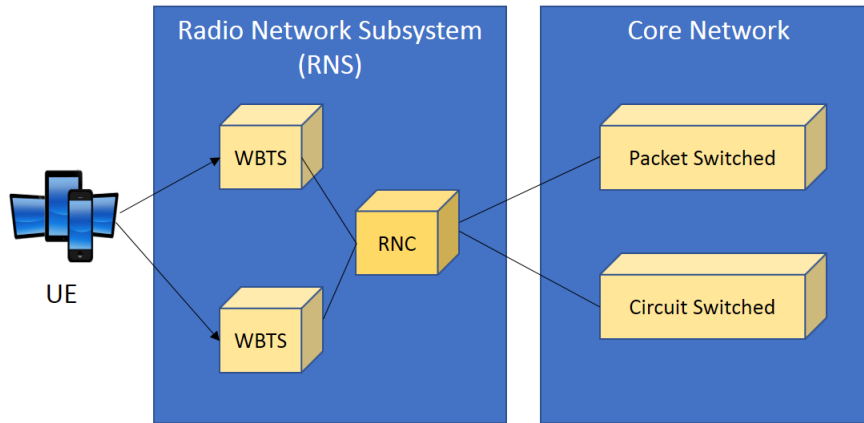 Radio Network Subsystem
(RNS)
Core Network
WBTS
Packet Switched
RNC
UE
WBTS
Circuit Switched